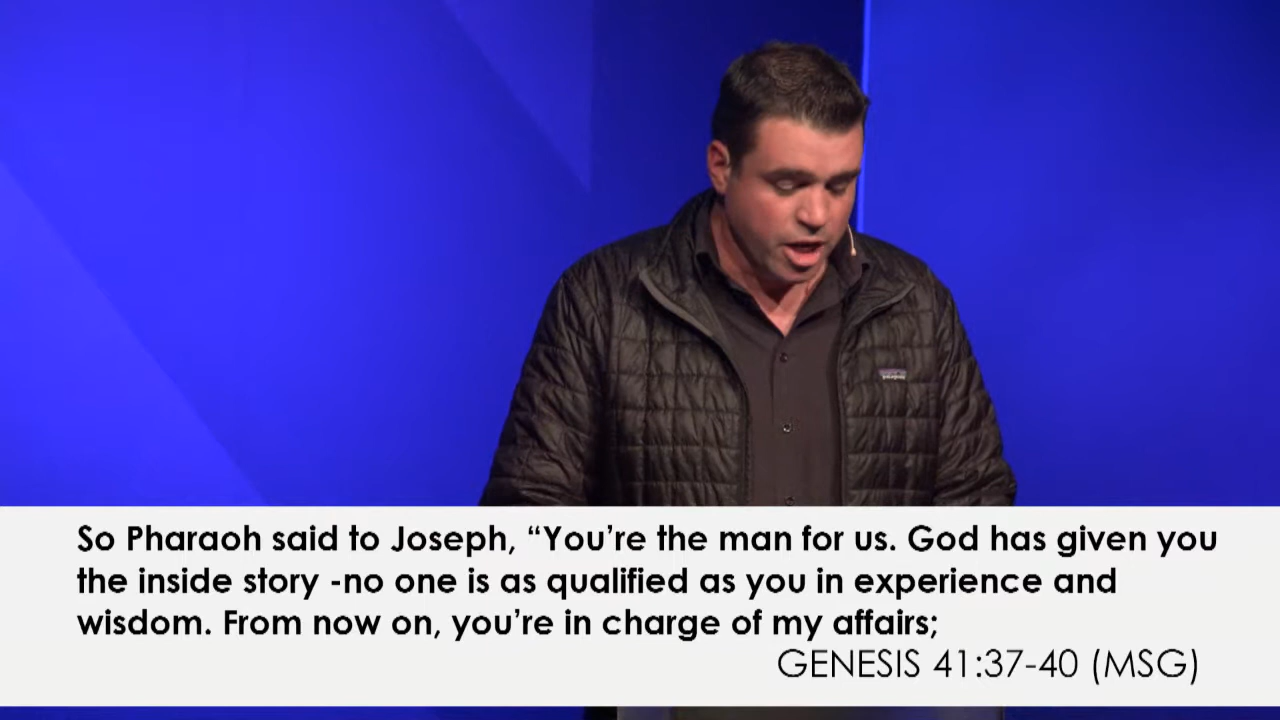 So Pharaoh said to Joseph, “You’re the man for us. God has given you
the inside story -no one is as qualified as you in experience and
wisdom. From now on, you’re in charge of my affairs;
GENESIS 41:37-40 (MSG)